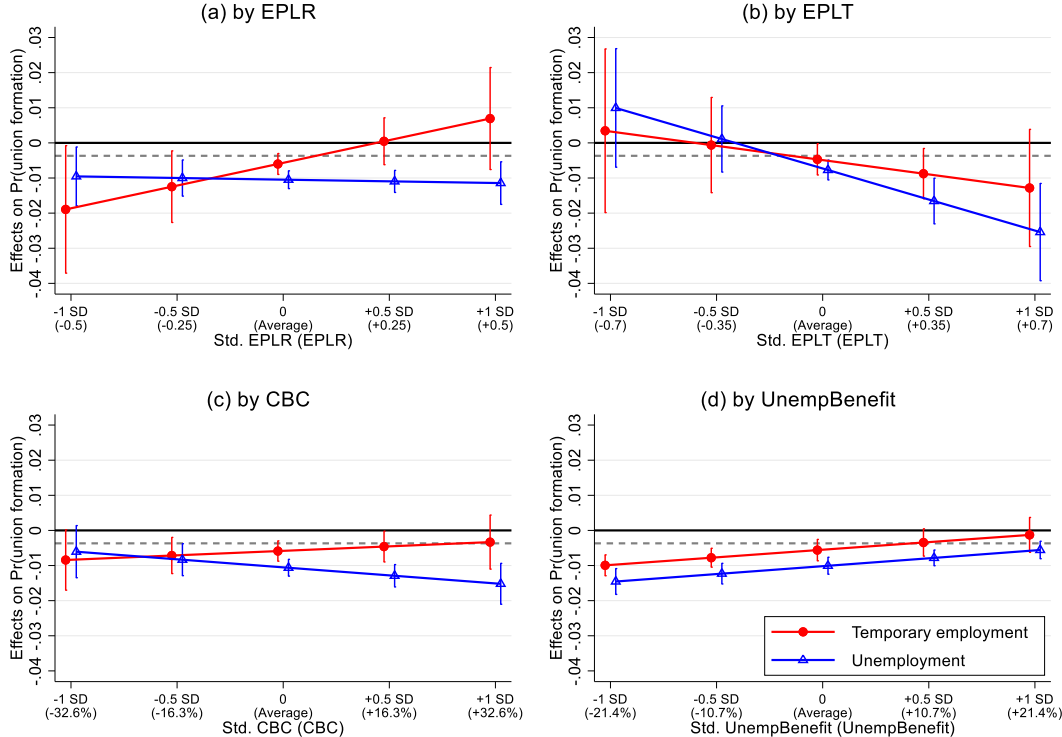 (a) by EPLR
Effects on Pr(union formation)
.03
.02
.01
0
-.01
-.02
-.03
-.04
-1 SD -0.5 SD 0 +0.5 SD +1 SD
(-0.5) (-0.25) (Average) (+0.25) (+0.5)
Std. EPLR (EPLR)
(b) by EPLT
Effects on Pr(union formation)
.03
.02
.01
0
-.01
-.02
-.03
-.04
-1 SD -0.5 SD 0 +0.5 SD +1 SD
(-0.7) (-0.35) (Average) (+0.35) (+0.7)
Std. EPLT (EPLT)
(c) by CBC
Effects on Pr(union formation)
.03
.02
.01
0
-.01
-.02
-.03
-.04
-1 SD -0.5 SD 0 +0.5 SD +1 SD
(-32.6%) (-16.3%) (Average) (+16.3%) (+32.6%)
Std. CBC (CBC)
(d) by UnempBenefit
Effects on Pr(union formation)
.03
.02
.01
0
-.01
-.02
-.03
-.04
Temporary employment
Unemployment
-1 SD -0.5 SD 0 +0.5 SD +1 SD
(-21.4%) (-10.7%) (Average) (+10.7%) (+21.4%)
Std. UnempBenefit (UnempBenefit)